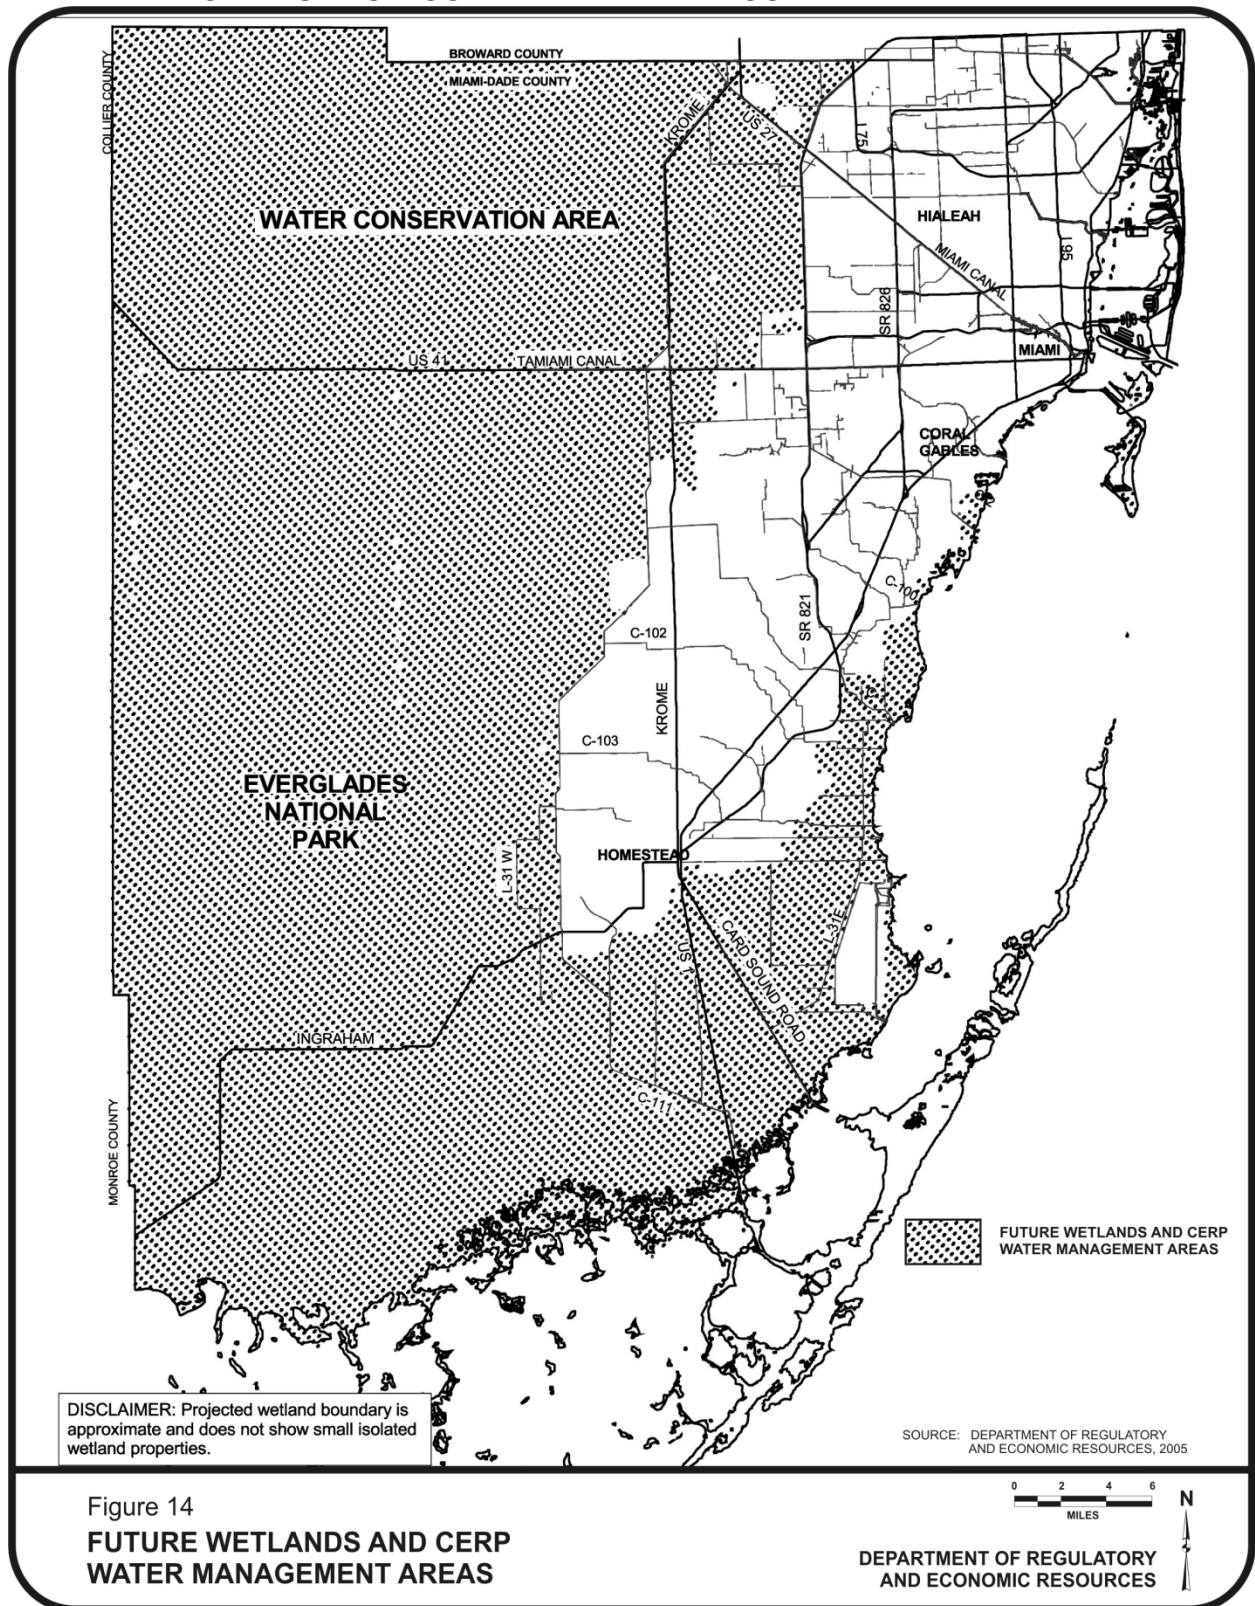 BROWARD COUNTY
MIAMI-DADE COUNTY
COLLIER COUNTY
KROME
US 27
I 75
WATER CONSERVATION AREA
HIALEAH
MIAMI CANAL
I 95
SR 826
MIAMI
US 41
TAMIAMI CANAL
CORAL
GABLES
C-100
SR 821
C-102
KROME
C-1
C-103
EVERGLADES
NATIONAL
PARK
HOMESTEAD
L-31 W
L-31E
CARD SOUND ROAD
US 1
INGRAHAM
C-111
MONROE COUNTY
FUTURE WETLANDS AND CERP
WATER MANAGEMENT AREAS
DISCLAIMER: Projected wetland boundary is
approximate and does not show small isolated
wetland properties.
SOURCE: DEPARTMENT OF REGULATORY
AND ECONOMIC RESOURCES, 2005
Figure 14
FUTURE WETLANDS AND CERP
WATER MANAGEMENT AREAS
0 2 4 6
MILES
N
DEPARTMENT OF REGULATORY
AND ECONOMIC RESOURCES